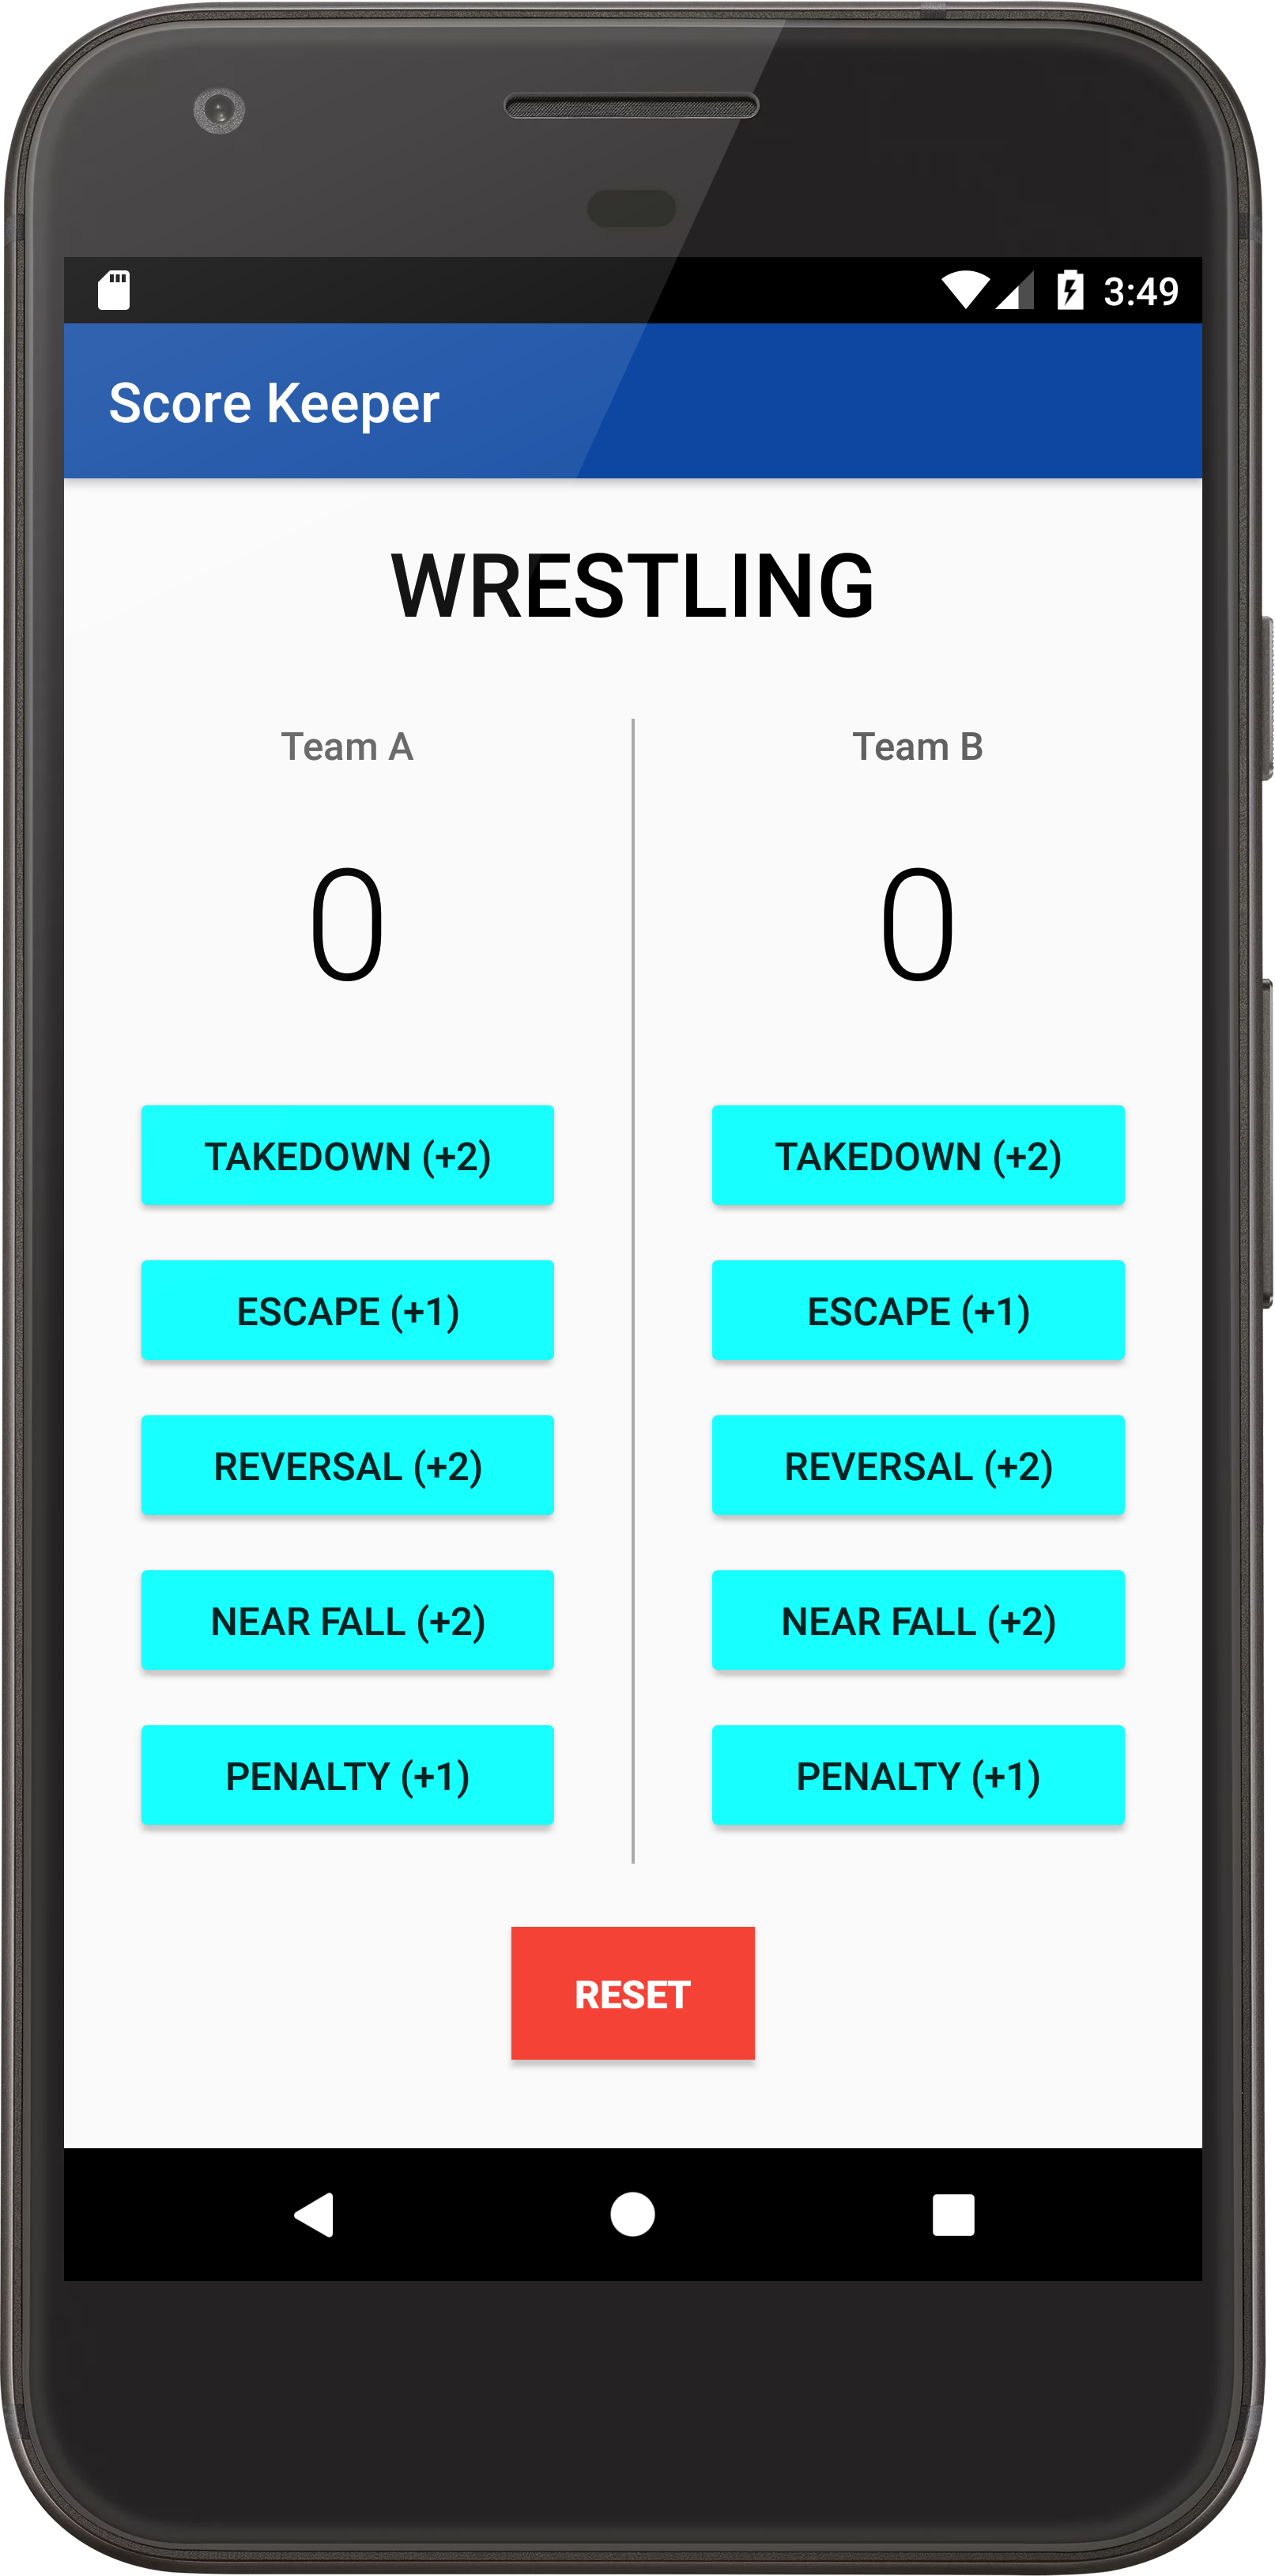 3:49
Score Keeper
WRESTLING
Team A
0
TAKEDOWN (+2)
ESCAPE (+1)
REVERSAL (+2)
NEAR FALL (+2)
PENALTY (+1)
Team B
0
TAKEDOWN (+2)
ESCAPE (+1)
REVERSAL (+2)
NEAR FALL (+2)
PENALTY (+1)
RESET